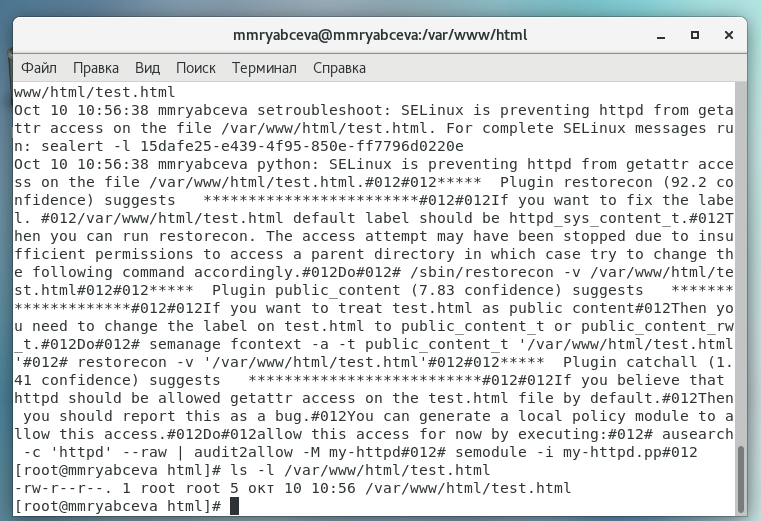 mmryabceva@mmryabceva:/var/www/html
Файл Правка Вид Поиск Терминал Справка
www/html/test.html
Oct 10 10:56:38 mmryabceva setroubleshoot: SELinux is preventing httpd from geta
ttr access on the file /var/www/html/test.html. For complete SELinux messages ru
n: sealert -l 15dafe25-e439-4f95-850e-ff7796d0220e
Oct 10 10:56:38 mmryabceva python: SELinux is preventing httpd from getattr acce
ss on the file /var/www/html/test.html.#012#012*****  Plugin restorecon (92.2 co
nfidence) suggests   ************************#012#012If you want to fix the labe
l. #012/var/www/html/test.html default label should be httpd_sys_content_t.#012T
hen you can run restorecon. The access attempt may have been stopped due to insu
fficient permissions to access a parent directory in which case try to change th
e following command accordingly.#012Do#012# /sbin/restorecon -v /var/www/html/te
st.html#012#012*****  Plugin public_content (7.83 confidence) suggests   *******
******************#012#012If you want to treat test.html as public content#012Then yo
u need to change the label on test.html to public_content_t or public_content_rw
_t.#012Do#012# semanage fcontext -a -t public_content_t '/var/www/html/test.html
'#012# restorecon -v '/var/www/html/test.html'#012#012*****  Plugin catchall (1.
41 confidence) suggests   **************************#012#012If you believe that
httpd should be allowed getattr access on the test.html file by default.#012Then
 you should report this as a bug.#012You can generate a local policy module to a
llow this access.#012Do#012allow this access for now by executing:#012# ausearch
 -c 'httpd' --raw | audit2allow -M my-httpd#012# semodule -i my-httpd.pp#012
[root@mmryabceva html]# ls -l /var/www/html/test.html
-rw-r--r--. 1 root root 5 окт 10 10:56 /var/www/html/test.html
[root@mmryabceva html]#